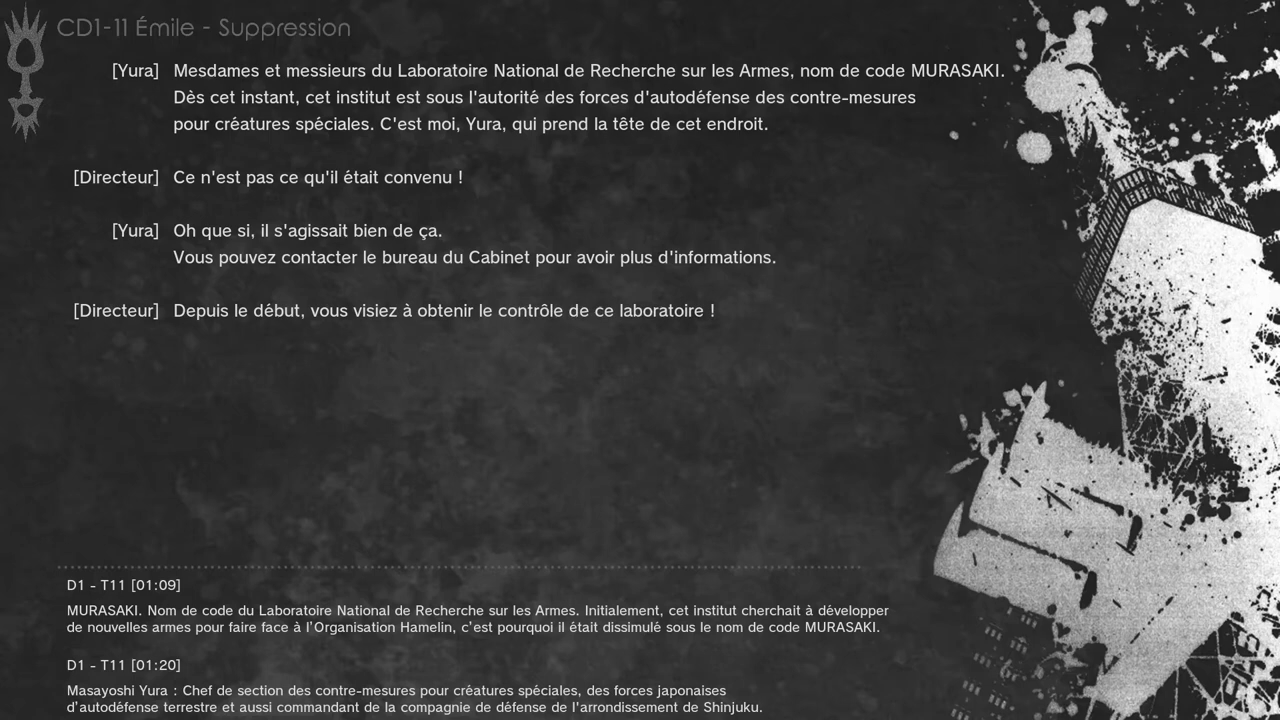 CD1-11 Émile - Suppression
[Yura] Mesdames et messieurs du Laboratoire National de Recherche sur les Armes, nom de code MURASAKI.
Dès cet instant, cet institut est sous l'autorité des forces d'autodéfense des contre-mesures
pour créatures spéciales. C'est moi, Yura, qui prend la tête de cet endroit.
[Directeur] Ce n'est pas ce qu'il était convenu !
[Yura] Oh que si, il s'agissait bien de ça.
Vous pouvez contacter le bureau du Cabinet pour avoir plus d'informations.
[Directeur] Depuis le début, vous visiez à obtenir le contrôle de ce laboratoire !
D1 - T11 [01:09]
MURASAKI. Nom de code du Laboratoire National de Recherche sur les Armes. Initialement, cet institut cherchait à développer
de nouvelles armes pour faire face à l'Organisation Hamelin, c'est pourquoi il était dissimulé sous le nom de code MURASAKI.
D1 - T11 [01:20]
Masayoshi Yura : Chef de section des contre-mesures pour créatures spéciales, des forces japonaises
d'autodéfense terrestre et aussi commandant de la compagnie de défense de l'arrondissement de Shinjuku.